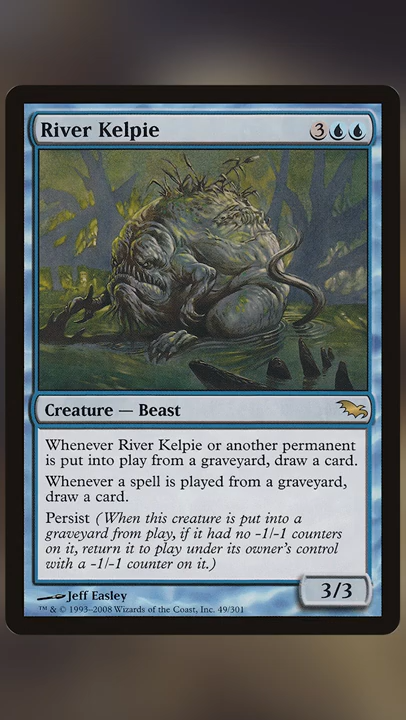 River Kelpie 3
Creature — Beast
Whenever River Kelpie or another permanent
is put into play from a graveyard, draw a card.
Whenever a spell is played from a graveyard,
draw a card.
Persist (When this creature is put into a
graveyard from play, if it had no -1/-1 counters
on it, return it to play under its owner's control
with a -1/-1 counter on it.)
3/3
Jeff Easley
™ & © 1993–2008 Wizards of the Coast, Inc. 49/301